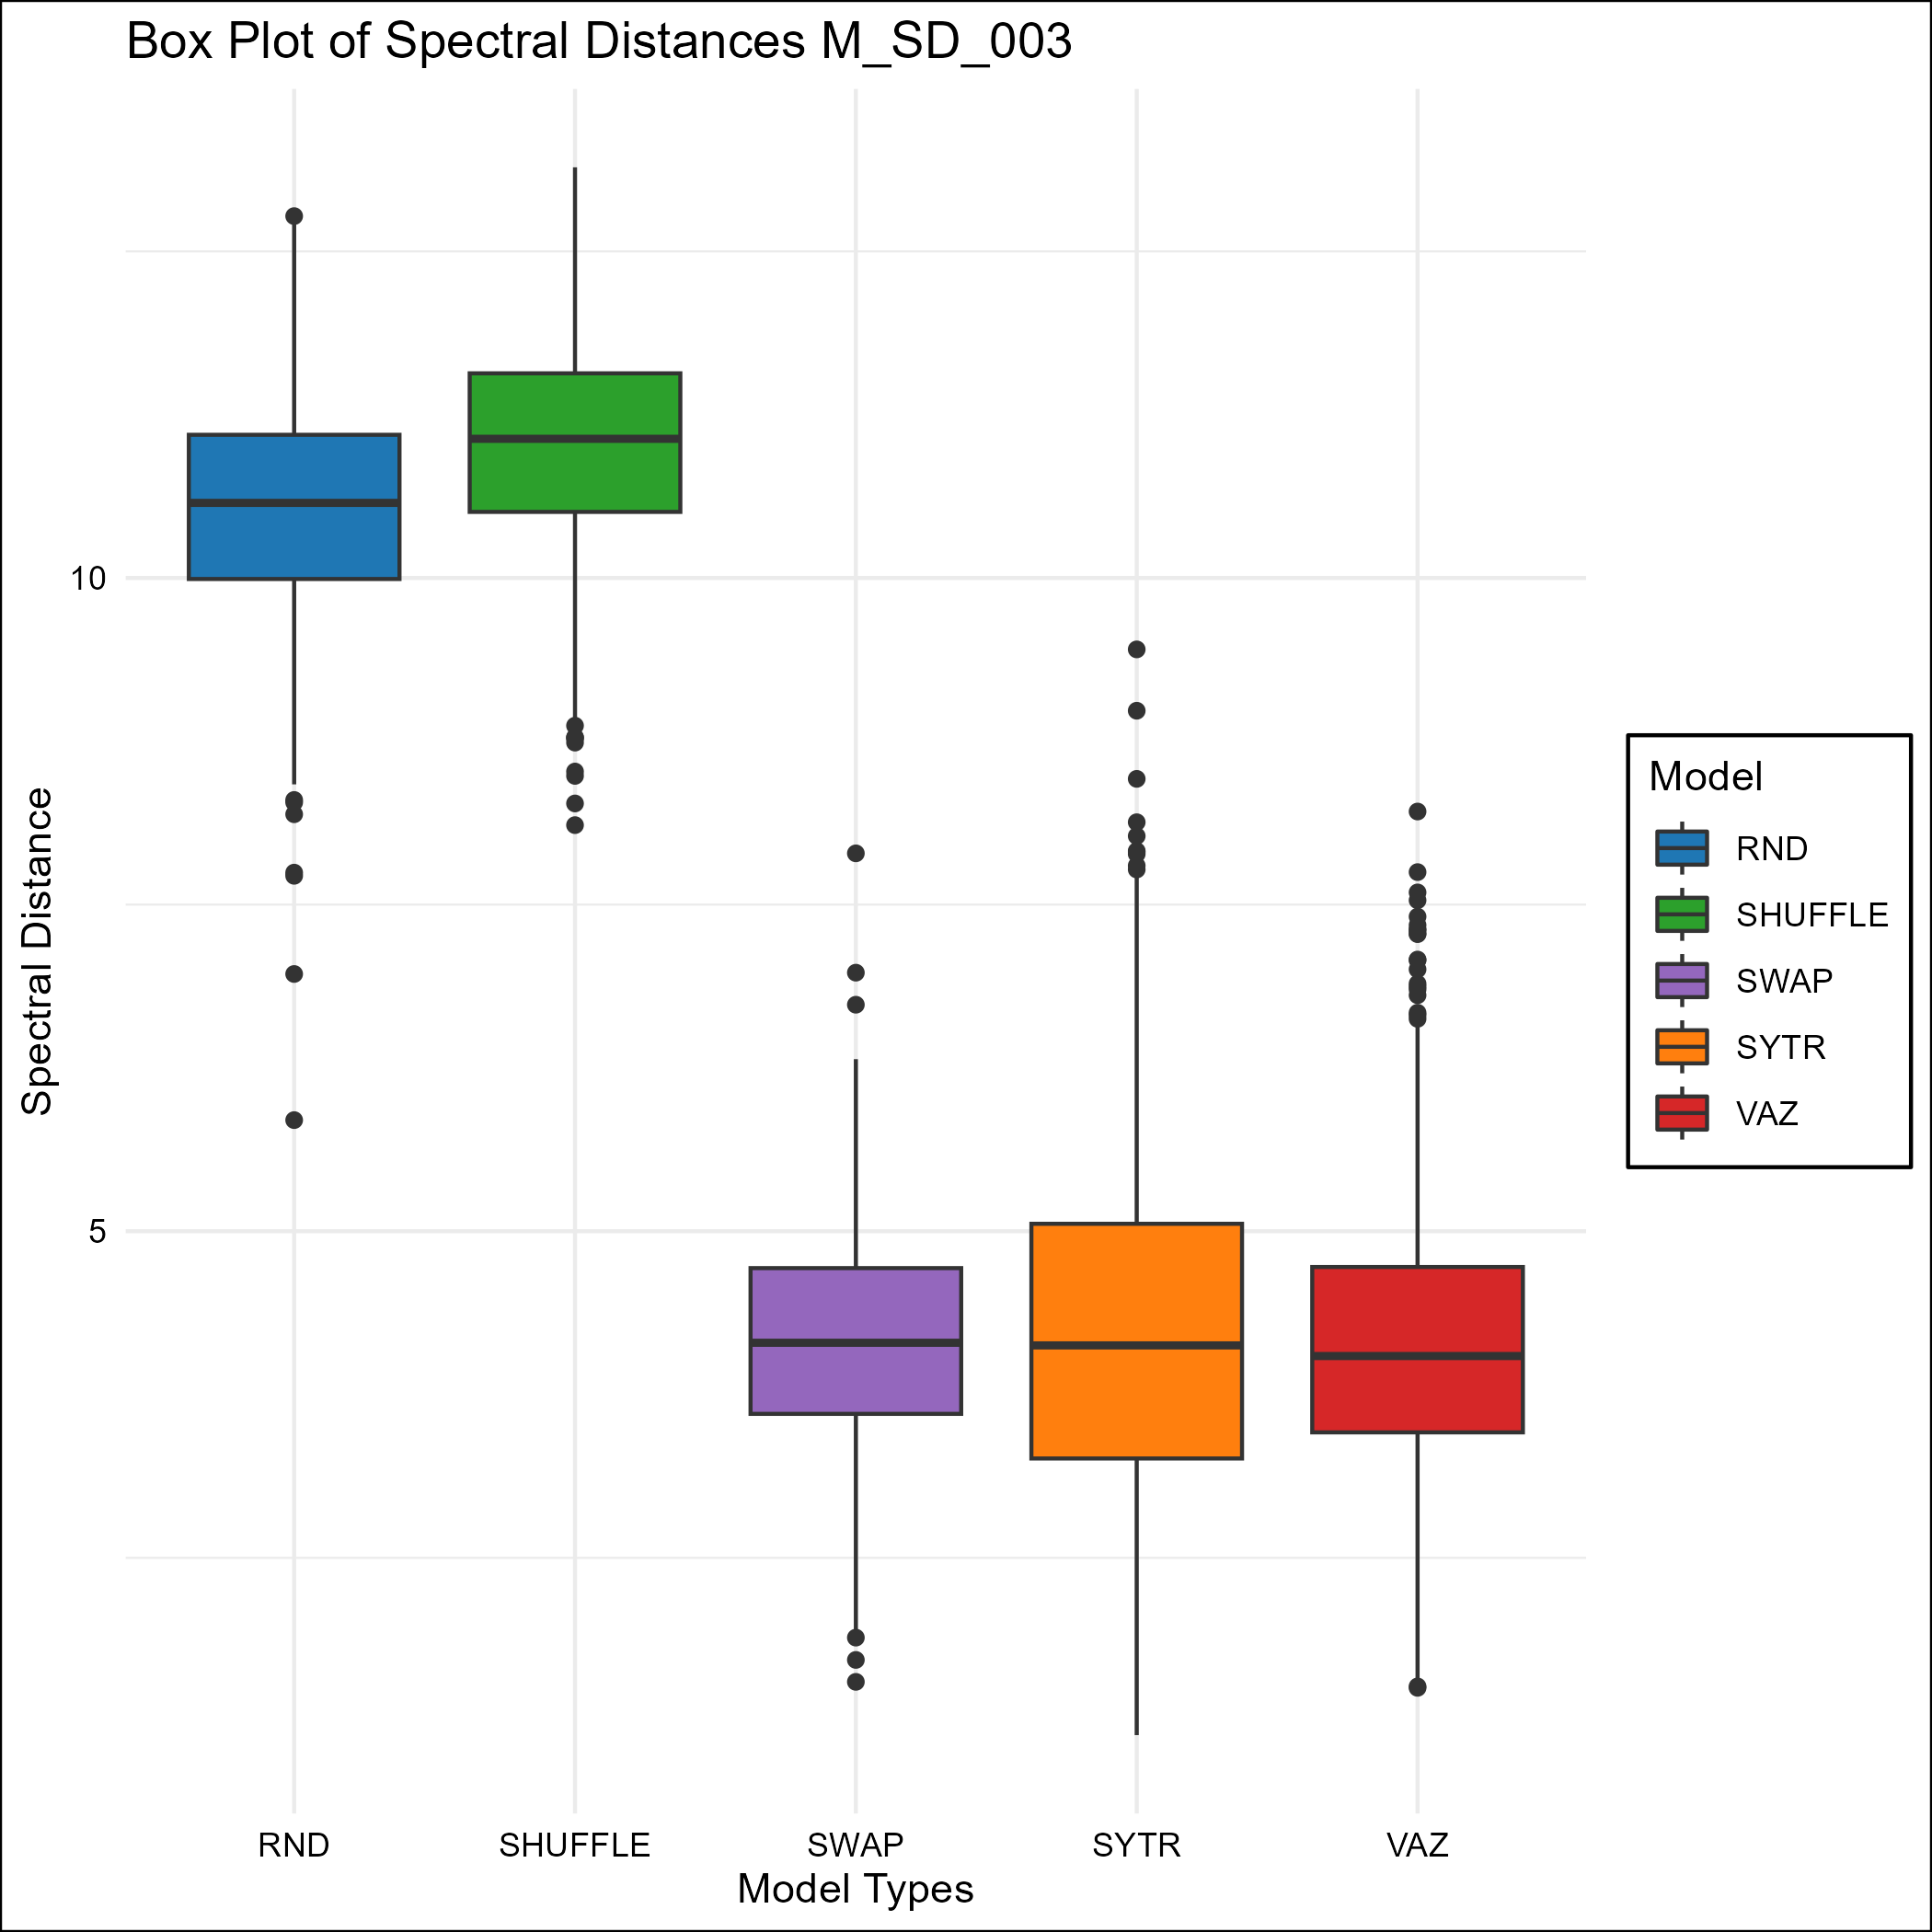 Box Plot of Spectral Distances M_SD_003
Spectral Distance
10
5
RND
SHUFFLE
SWAP
SYTR
VAZ
Model Types
Model
RND
SHUFFLE
SWAP
SYTR
VAZ